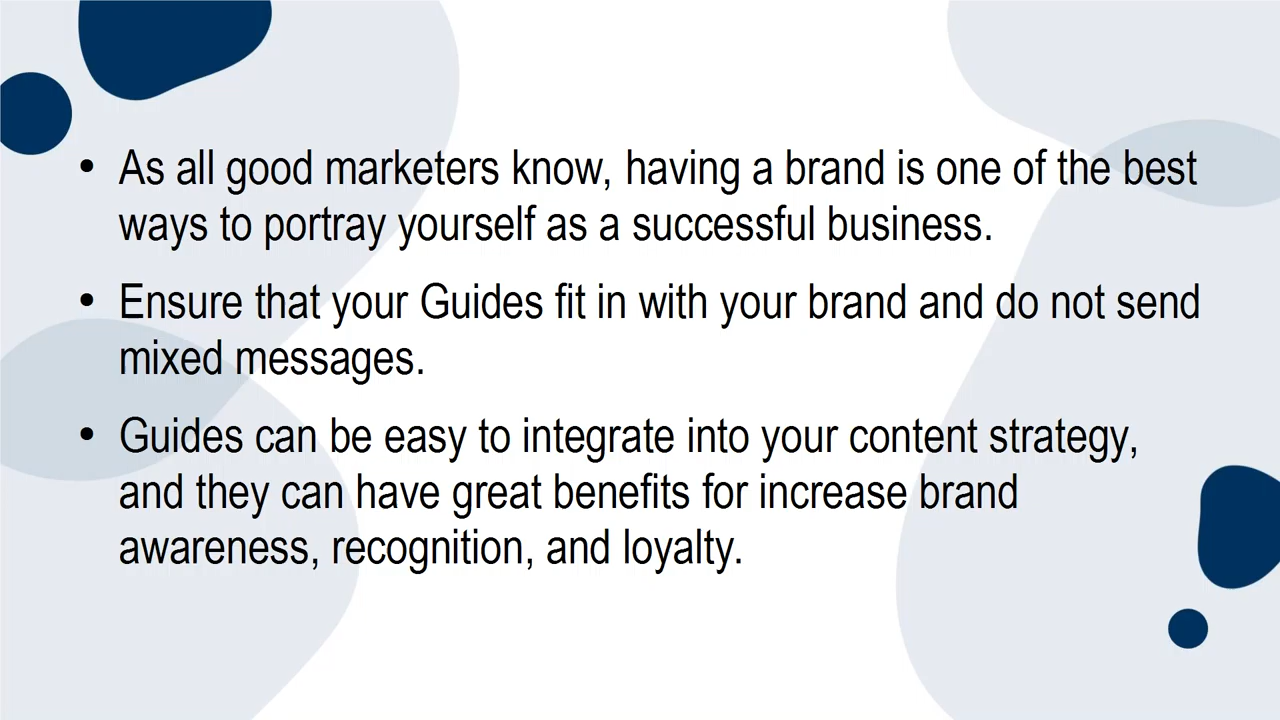 • As all good marketers know, having a brand is one of the best
ways to portray yourself as a successful business.
• Ensure that your Guides fit in with your brand and do not send
mixed messages.
• Guides can be easy to integrate into your content strategy,
and they can have great benefits for increase brand
awareness, recognition, and loyalty.